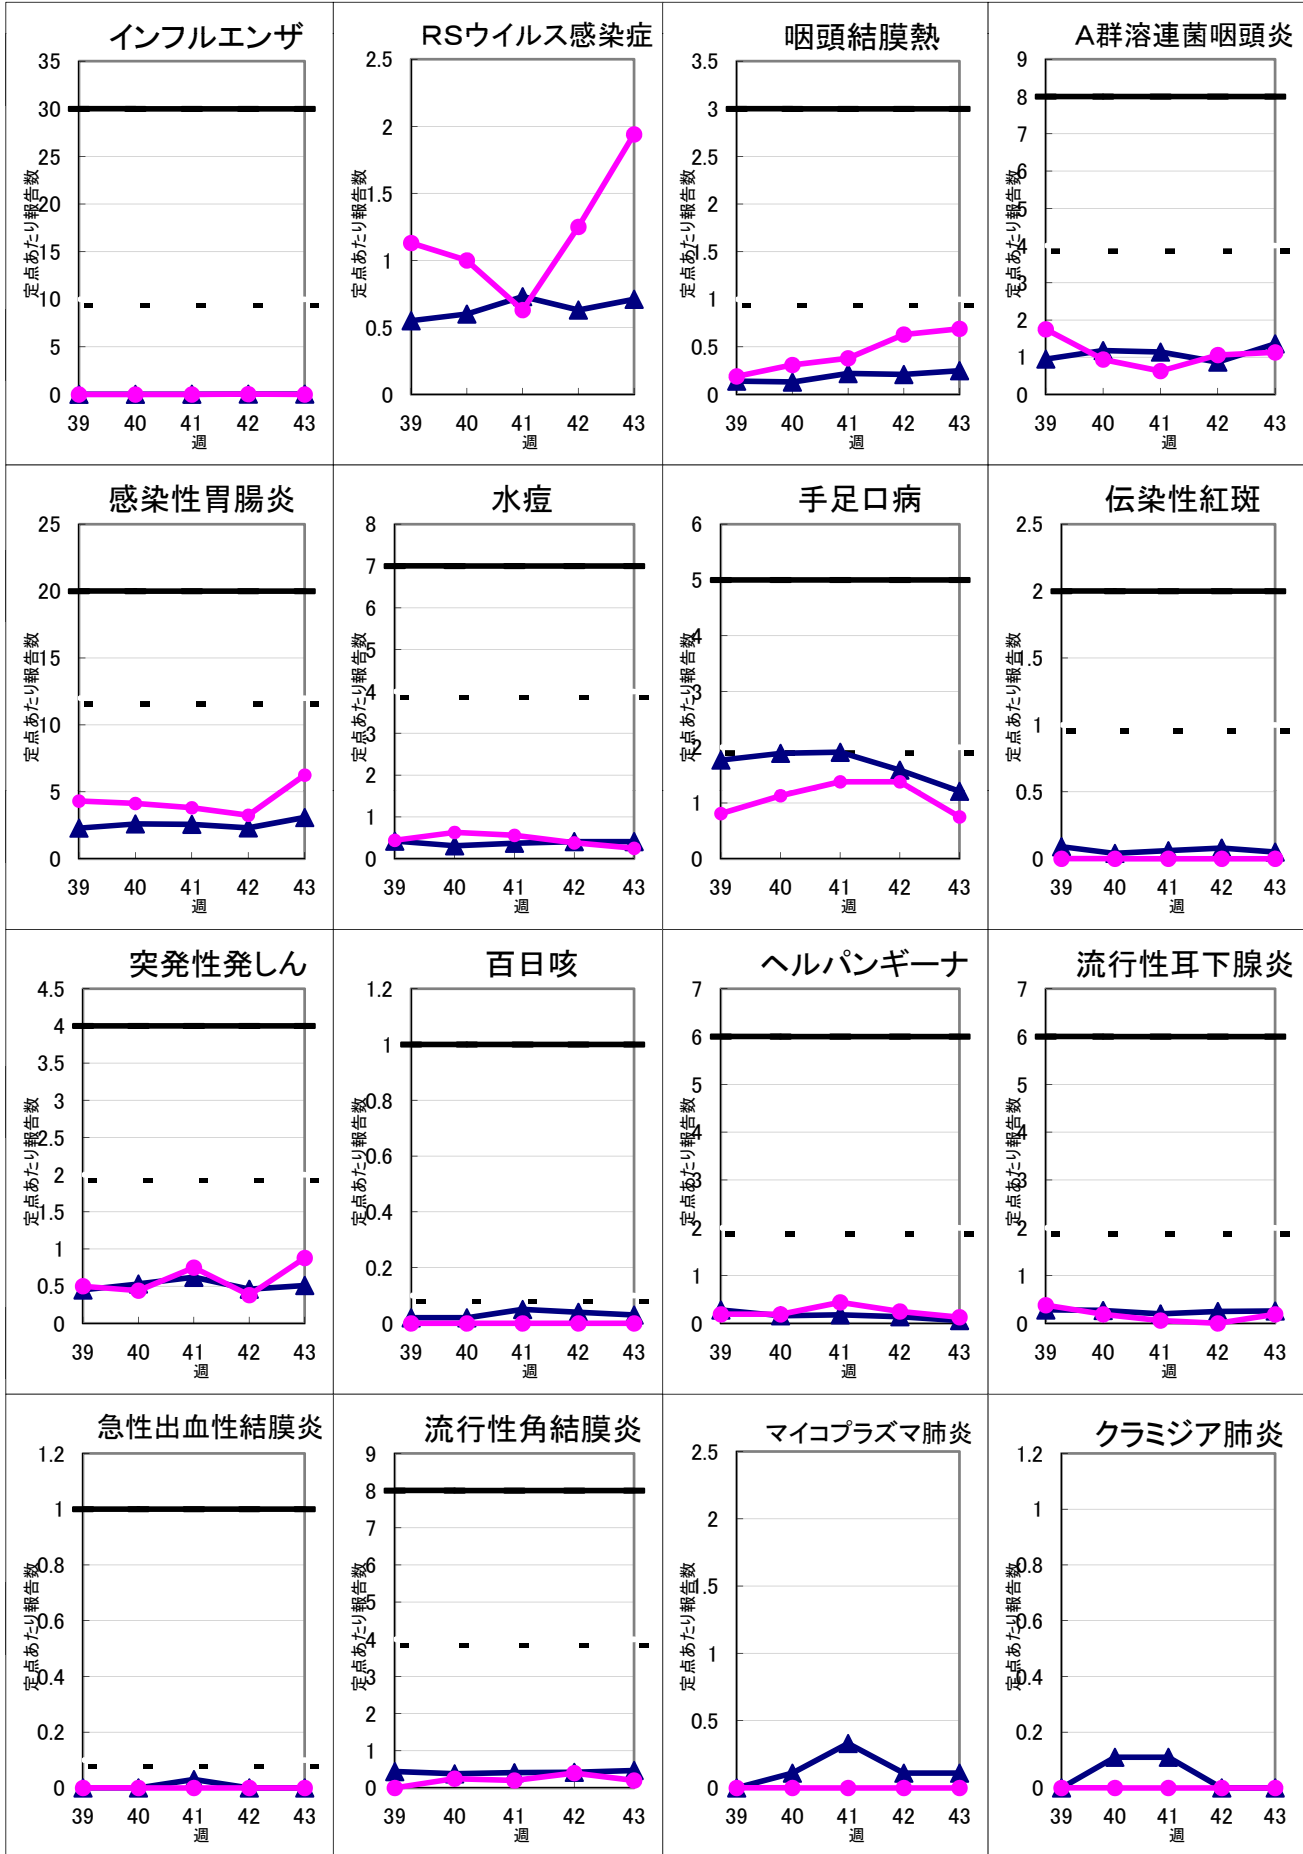 インフルエンザ
35
30
25
20
15
10
5
0
定点あたり報告数
39 40 41 42 43
週
RSウイルス感染症
2.5
2
1.5
1
0.5
0
定点あたり報告数
39 40 41 42 43
週
咽頭結膜熱
3.5
3
2.5
2
1.5
1
0.5
0
定点あたり報告数
39 40 41 42 43
週
A群溶連菌咽頭炎
9
8
7
6
5
4
3
2
1
0
定点あたり報告数
39 40 41 42 43
週
感染性胃腸炎
25
20
15
10
5
0
定点あたり報告数
39 40 41 42 43
週
水痘
8
7
6
5
4
3
2
1
0
定点あたり報告数
39 40 41 42 43
週
手足口病
6
5
4
3
2
1
0
定点あたり報告数
39 40 41 42 43
週
伝染性紅斑
2.5
2
1.5
1
0.5
0
定点あたり報告数
39 40 41 42 43
週
突発性発しん
4.5
4
3.5
3
2.5
2
1.5
1
0.5
0
定点あたり報告数
39 40 41 42 43
週
百日咳
1.2
1
0.8
0.6
0.4
0.2
0
定点あたり報告数
39 40 41 42 43
週
ヘルパンギーナ
7
6
5
4
3
2
1
0
定点あたり報告数
39 40 41 42 43
週
流行性耳下腺炎
7
6
5
4
3
2
1
0
定点あたり報告数
39 40 41 42 43
週
急性出血性結膜炎
1.2
1
0.8
0.6
0.4
0.2
0
定点あたり報告数
39 40 41 42 43
週
流行性角結膜炎
9
8
7
6
5
4
3
2
1
0
定点あたり報告数
39 40 41 42 43
週
マイコプラズマ肺炎
2.5
2
1.5
1
0.5
0
定点あたり報告数
39 40 41 42 43
週
クラミジア肺炎
1.2
1
0.8
0.6
0.4
0.2
0
定点あたり報告数
39 40 41 42 43
週